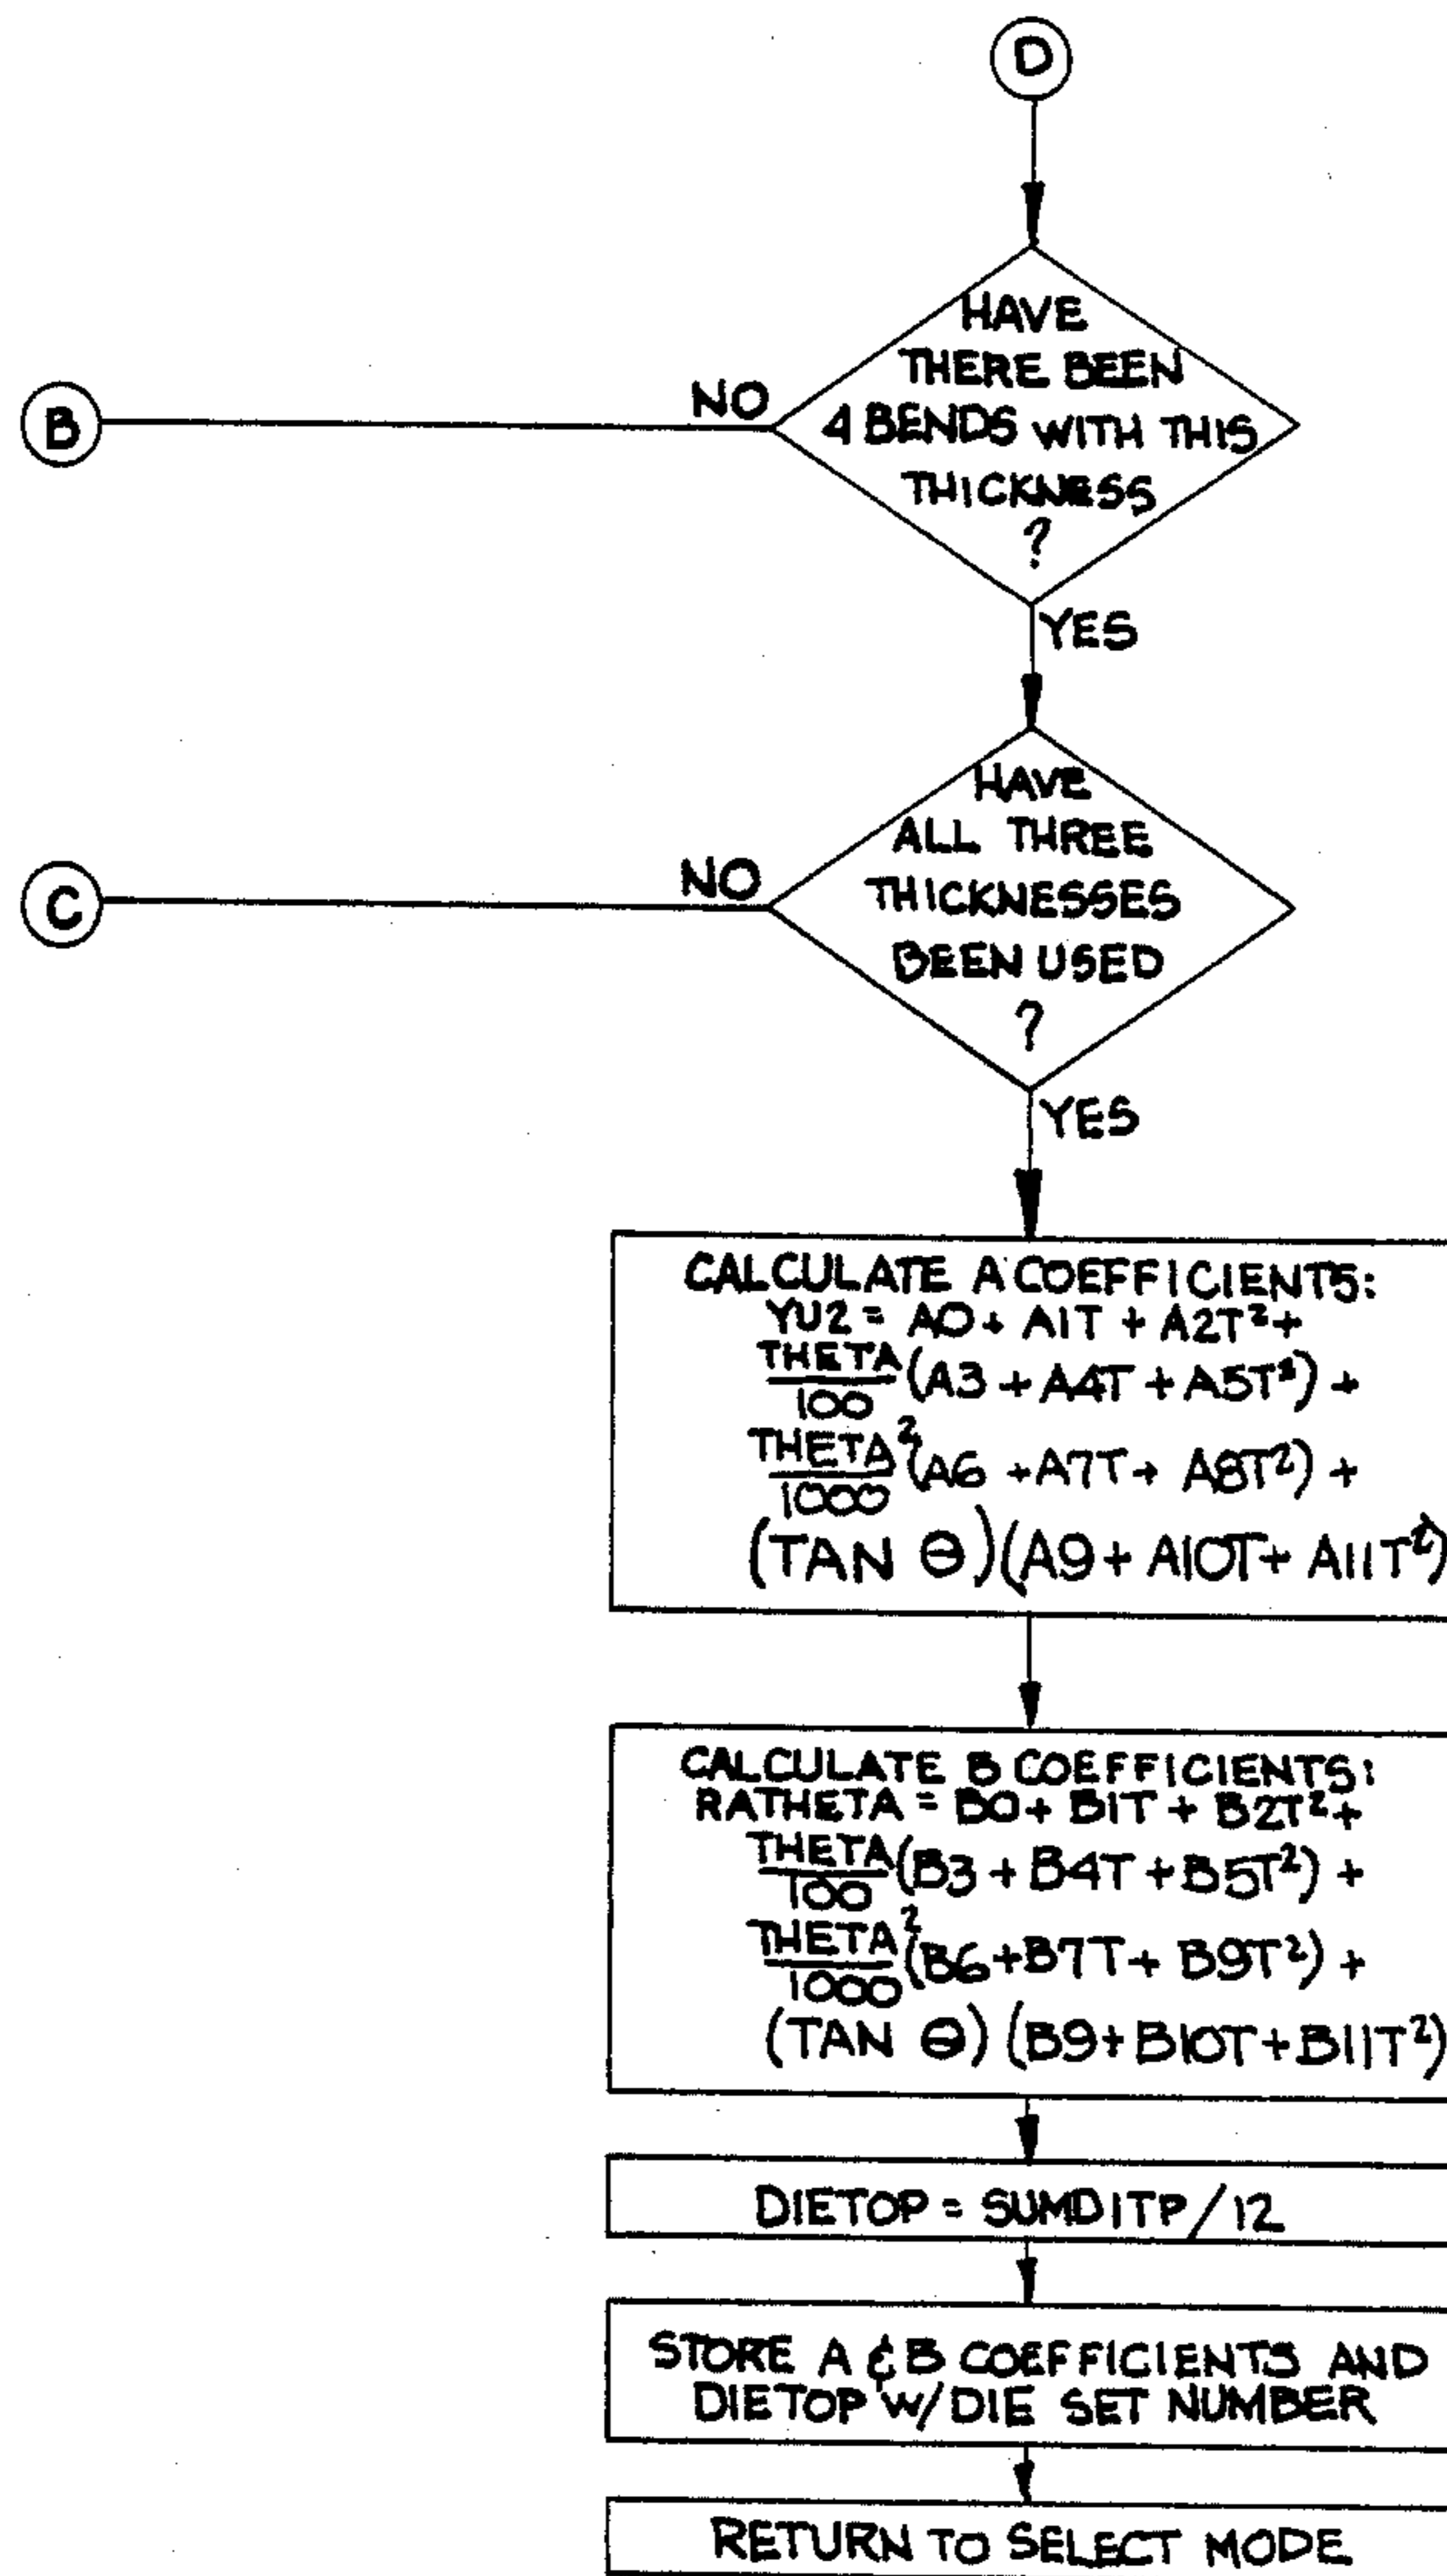 D
HAVE
THERE BEEN
4 BENDS WITH THIS
THICKNESS
?
NO
B
YES
HAVE
ALL THREE
THICKNESSES
BEEN USED
?
NO
C
YES
CALCULATE A COEFFICIENTS:
YU2 = A0 + A1T + A2T² +
THETA/100 (A3 + A4T + A5T²) +
THETA²/1000 (A6 + A7T + A8T²) +
(TAN Θ)(A9 + A10T + A11T²)
CALCULATE B COEFFICIENTS:
RATHETA = B0 + B1T + B2T² +
THETA/100 (B3 + B4T + B5T²) +
THETA²/1000 (B6 + B7T + B9T²) +
(TAN Θ) (B9 + B10T + B11T²)
DIETOP = SUMDITP/12
STORE A & B COEFFICIENTS AND
DIETOP W/ DIE SET NUMBER
RETURN TO SELECT MODE